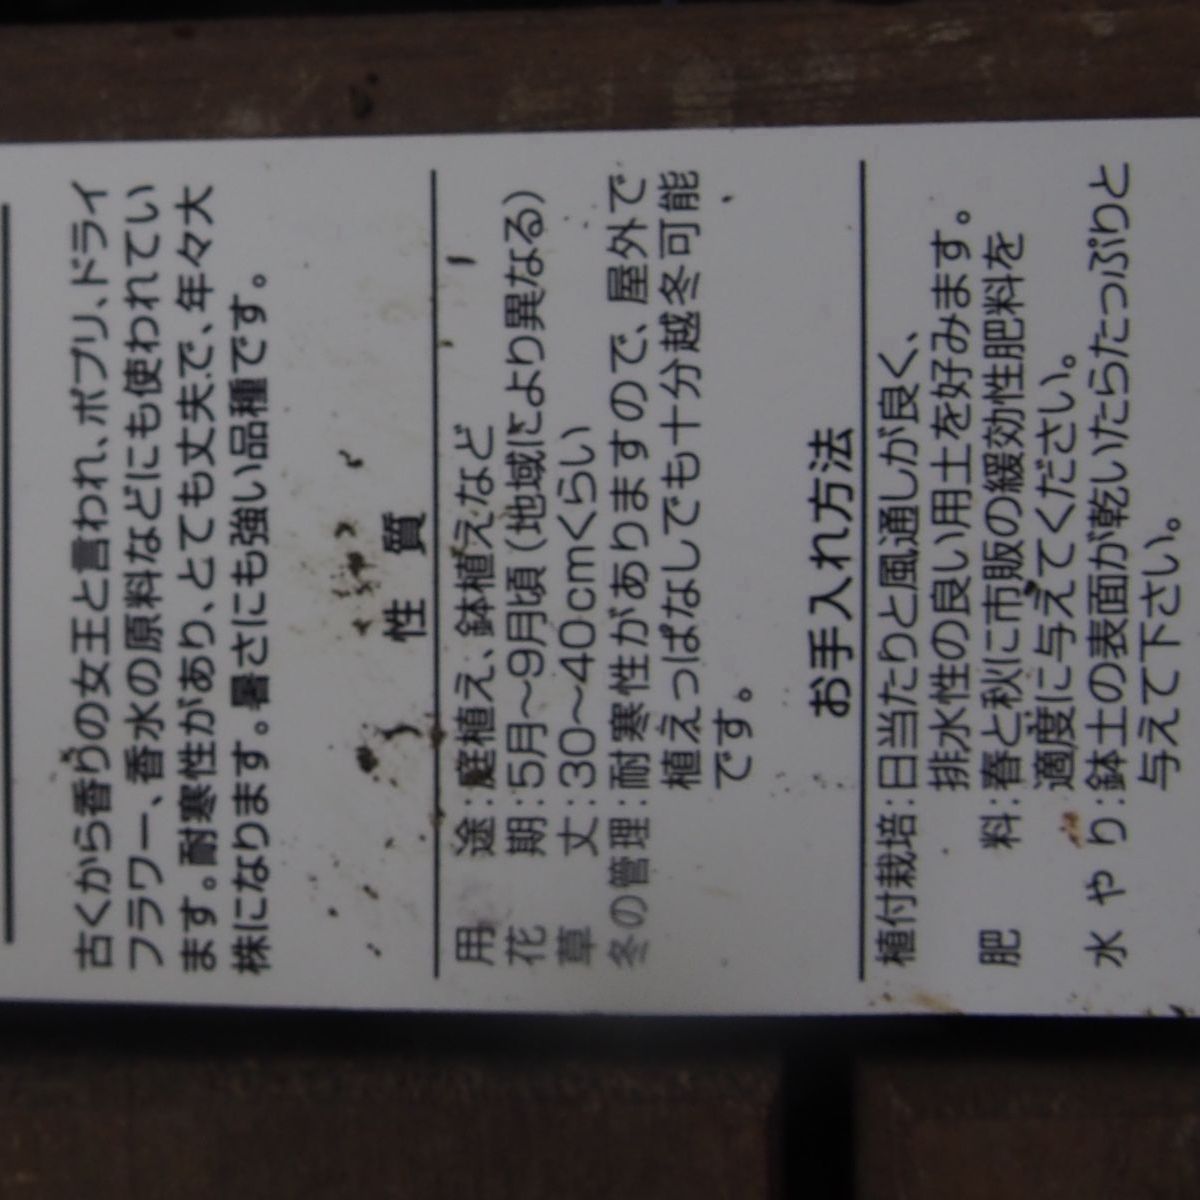 古くから香りの女王と言われ、ポプリ、ドライ
フラワー、香水の原料などにも使われてい
ます。耐寒性があり、とても丈夫で、年々大
株になります。暑さにも強い品種です。
性 質
用 途:庭植え、鉢植えなど
花 期:5月〜9月頃(地域により異なる)
草 丈:30〜40cmくらい
冬の管理:耐寒性がありますので、屋外で
植えっぱなしでも十分越冬可能
です。
お手入れ方法
植付栽培:日当たりと風通しが良く、
排水性の良い用土を好みます。
肥 料:春と秋に市販の緩効性肥料を
適度に与えてください。
水 や り:鉢土の表面が乾いたらたっぷりと
与えて下さい。